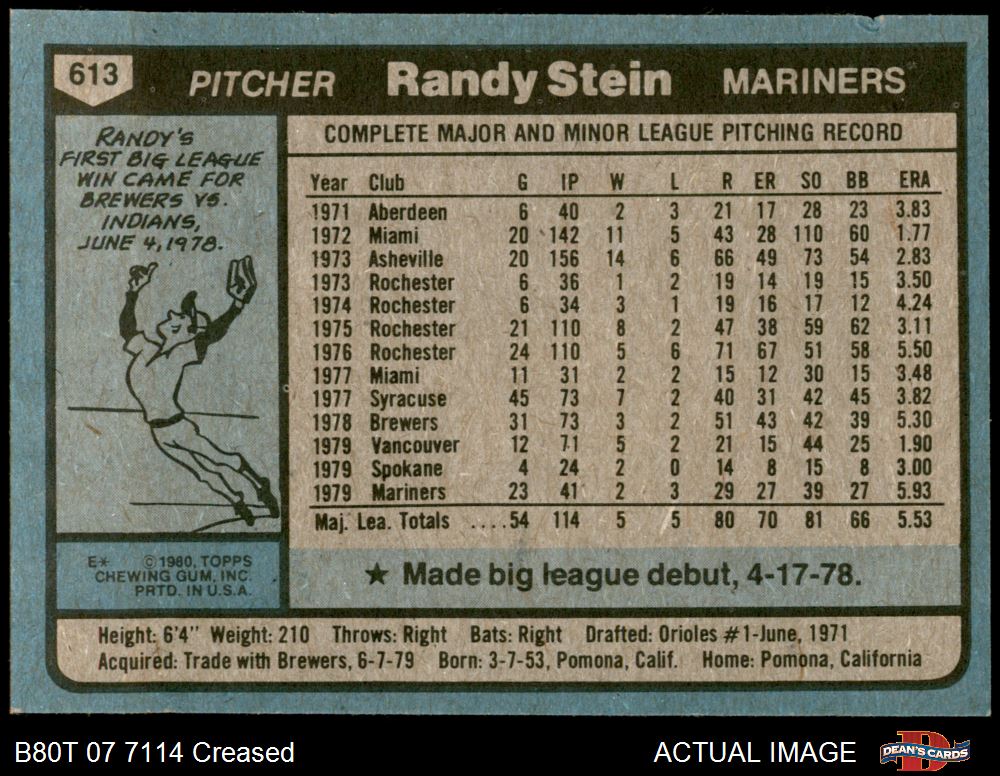 613 PITCHER Randy Stein MARINERS
RANDY'S
FIRST BIG LEAGUE
WIN CAME FOR
BREWERS VS.
INDIANS,
JUNE 4, 1978.
E* © 1980, TOPPS
CHEWING GUM, INC.
PRTD. IN U.S.A.
COMPLETE MAJOR AND MINOR LEAGUE PITCHING RECORD
Year Club G IP W L R ER SO BB ERA
1971 Aberdeen 6 40 2 3 21 17 28 23 3.83
1972 Miami 20 142 11 5 43 28 110 60 1.77
1973 Asheville 20 156 14 6 66 49 73 54 2.83
1973 Rochester 6 36 1 2 19 14 19 15 3.50
1974 Rochester 6 34 3 1 19 16 17 12 4.24
1975 Rochester 21 110 8 2 47 38 59 62 3.11
1976 Rochester 24 110 5 6 71 67 51 58 5.50
1977 Miami 11 31 2 2 15 12 30 15 3.48
1977 Syracuse 45 73 7 2 40 31 42 45 3.82
1978 Brewers 31 73 3 2 51 43 42 39 5.30
1979 Vancouver 12 71 5 2 21 15 44 25 1.90
1979 Spokane 4 24 2 0 14 8 15 8 3.00
1979 Mariners 23 41 2 3 29 27 39 27 5.93
Maj. Lea. Totals ....54 114 5 5 80 70 81 66 5.53
★ Made big league debut, 4-17-78.
Height: 6'4" Weight: 210 Throws: Right Bats: Right Drafted: Orioles #1-June, 1971
Acquired: Trade with Brewers, 6-7-79 Born: 3-7-53, Pomona, Calif. Home: Pomona, California
B80T 07 7114 Creased ACTUAL IMAGE DEAN'S CARDS